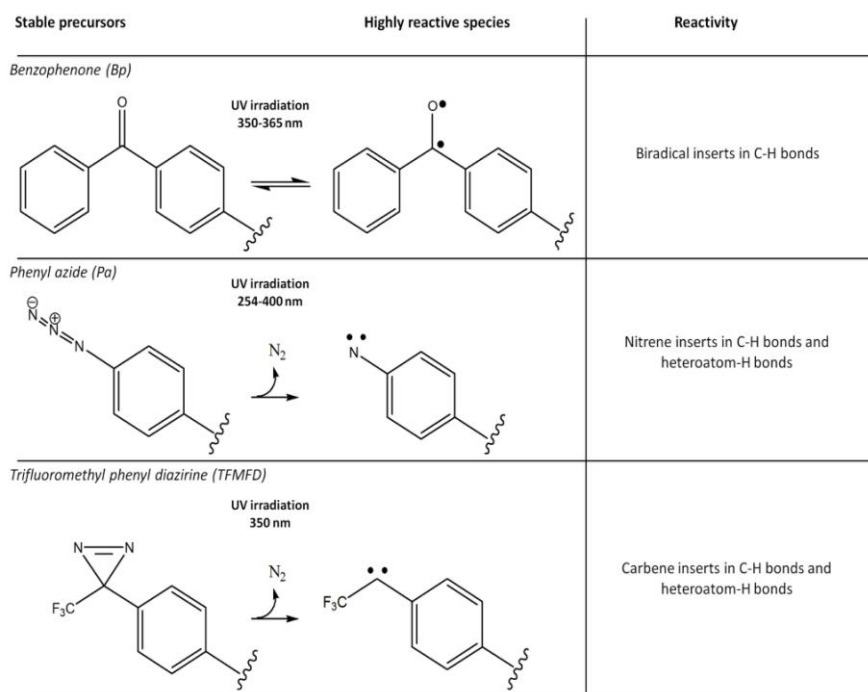 Stable precursors
Highly reactive species
Reactivity
Benzophenone (Bp)
O
UV irradiation
350-365 nm
O
Biradical inserts in C-H bonds
Phenyl azide (Pa)
N
N
N
UV irradiation
254-400 nm
N2
N
Nitrene inserts in C-H bonds and
heteroatom-H bonds
Trifluoromethyl phenyl diazirine (TFMFD)
N
N
F3C
UV irradiation
350 nm
N2
F3C
Carbene inserts in C-H bonds and
heteroatom-H bonds